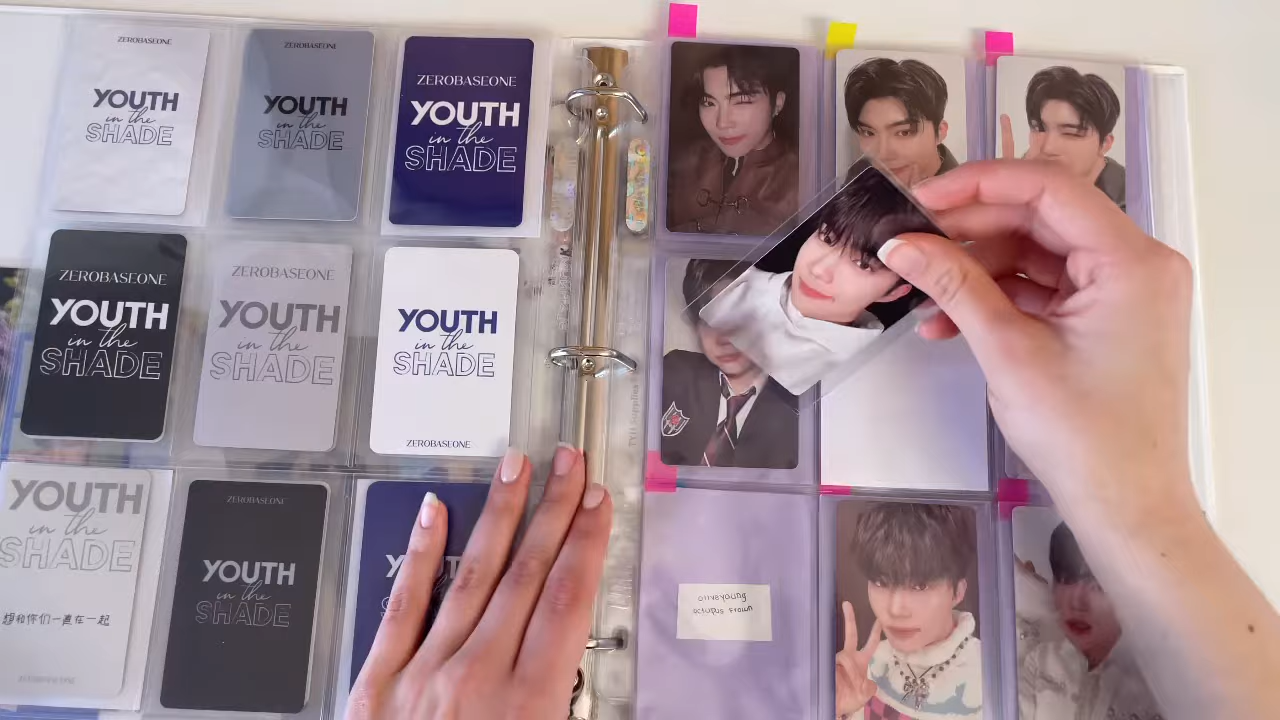 ZEROBASEONE
YOUTH
in the
SHADE
ZEROBASEONE
YOUTH
in the
SHADE
ZEROBASEONE
YOUTH
in the
SHADE
ZEROBASEONE
YOUTH
in the
SHADE
ZEROBASEONE
YOUTH
in the
SHADE
YOUTH
in the
SHADE
ZEROBASEONE
YOUTH
in the
SHADE
想和你们一直在一起
ZEROBASEONE
ZEROBASEONE
YOUTH
in the
SHADE
oliveyoung
octupus frown